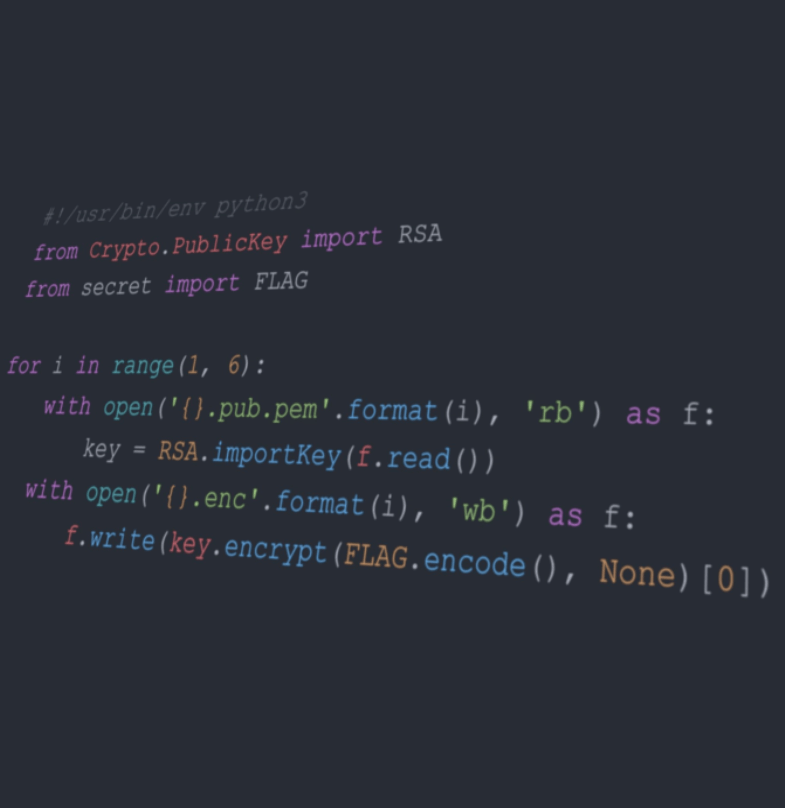 #!/usr/bin/env python3
from Crypto.PublicKey import RSA
from secret import FLAG
for i in range(1, 6):
with open('{}.pub.pem'.format(i), 'rb') as f:
key = RSA.importKey(f.read())
with open('{}.enc'.format(i), 'wb') as f:
f.write(key.encrypt(FLAG.encode(), None)[0])